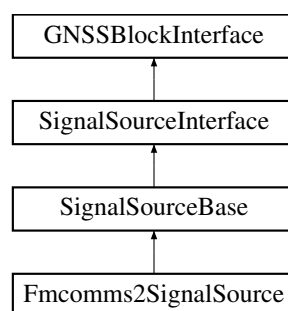 GNSSBlockInterface
SignalSourceInterface
SignalSourceBase
Fmcomms2SignalSource